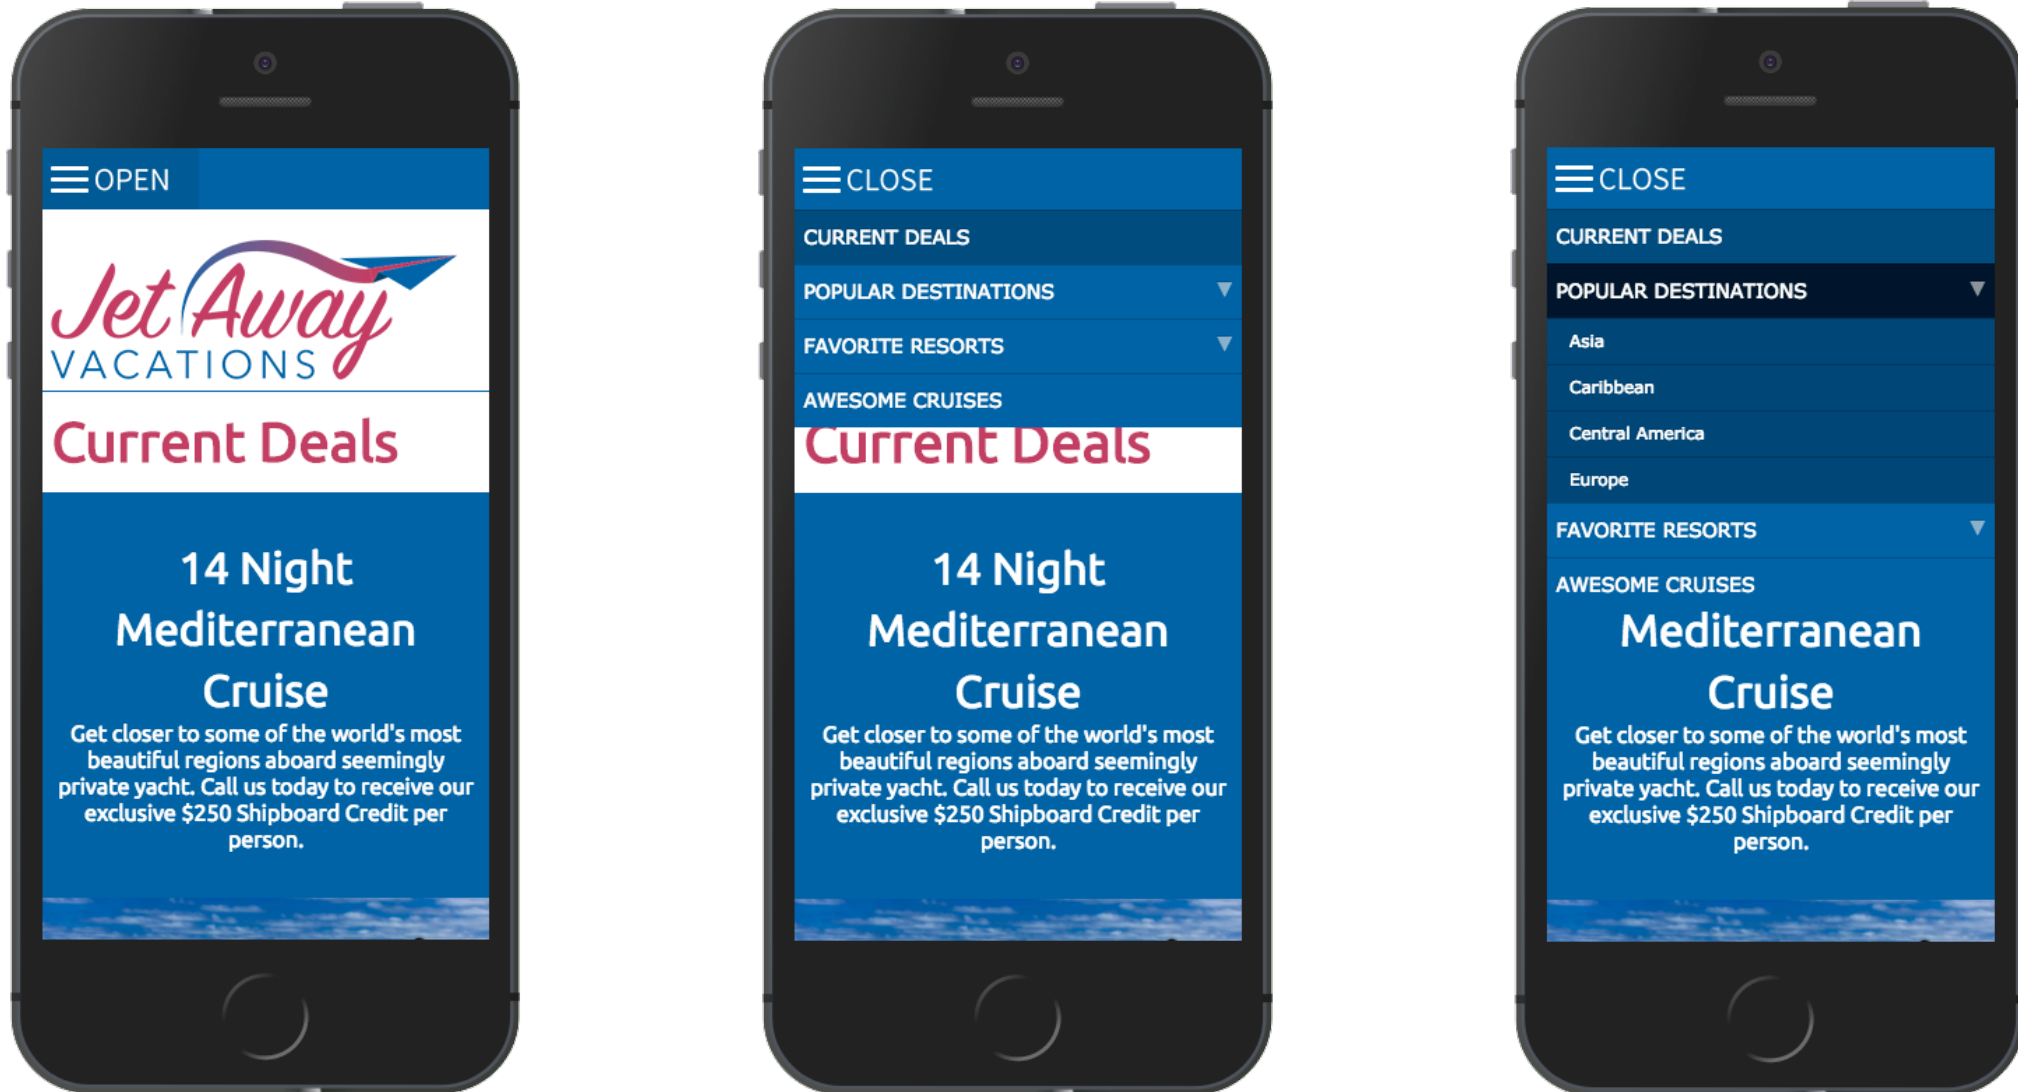 OPEN
Jet Away
VACATIONS
Current Deals
14 Night
Mediterranean
Cruise
Get closer to some of the world's most
beautiful regions aboard seemingly
private yacht. Call us today to receive our
exclusive $250 Shipboard Credit per
person.
CLOSE
CURRENT DEALS
POPULAR DESTINATIONS
FAVORITE RESORTS
AWESOME CRUISES
Current Deals
14 Night
Mediterranean
Cruise
Get closer to some of the world's most
beautiful regions aboard seemingly
private yacht. Call us today to receive our
exclusive $250 Shipboard Credit per
person.
CLOSE
CURRENT DEALS
POPULAR DESTINATIONS
Asia
Caribbean
Central America
Europe
FAVORITE RESORTS
AWESOME CRUISES
Mediterranean
Cruise
Get closer to some of the world's most
beautiful regions aboard seemingly
private yacht. Call us today to receive our
exclusive $250 Shipboard Credit per
person.